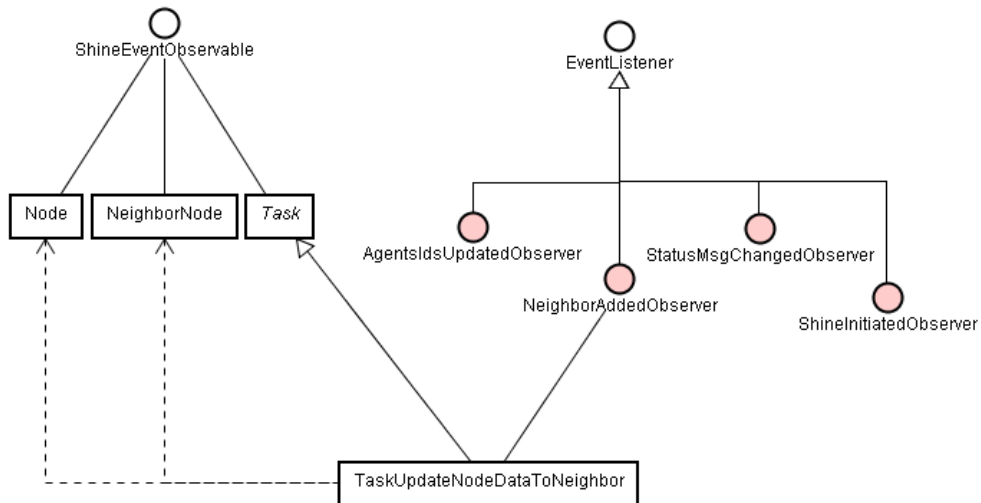 ShineEventObservable
EventListener
Node
NeighborNode
Task
AgentsIdsUpdatedObserver
StatusMsgChangedObserver
NeighborAddedObserver
ShineInitiatedObserver
TaskUpdateNodeDataToNeighbor